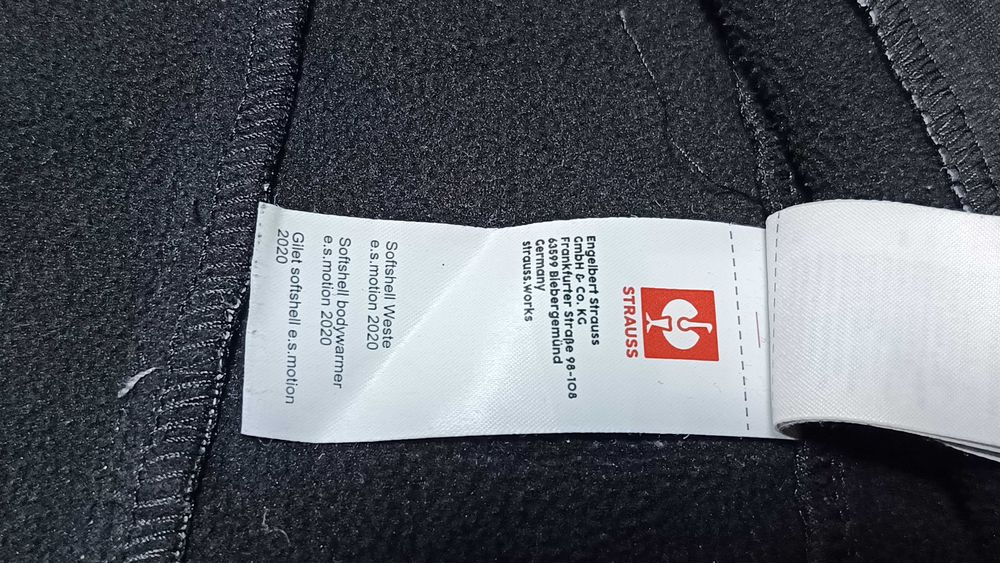 STRAUSS
Engelbert Strauss
GmbH & Co. KG
Frankfurter Straße 98-108
63599 Biebergemünd
Germany
strauss.works
Softshell Weste
e.s.motion 2020
Softshell bodywarmer
e.s.motion 2020
Gilet softshell e.s.motion
2020